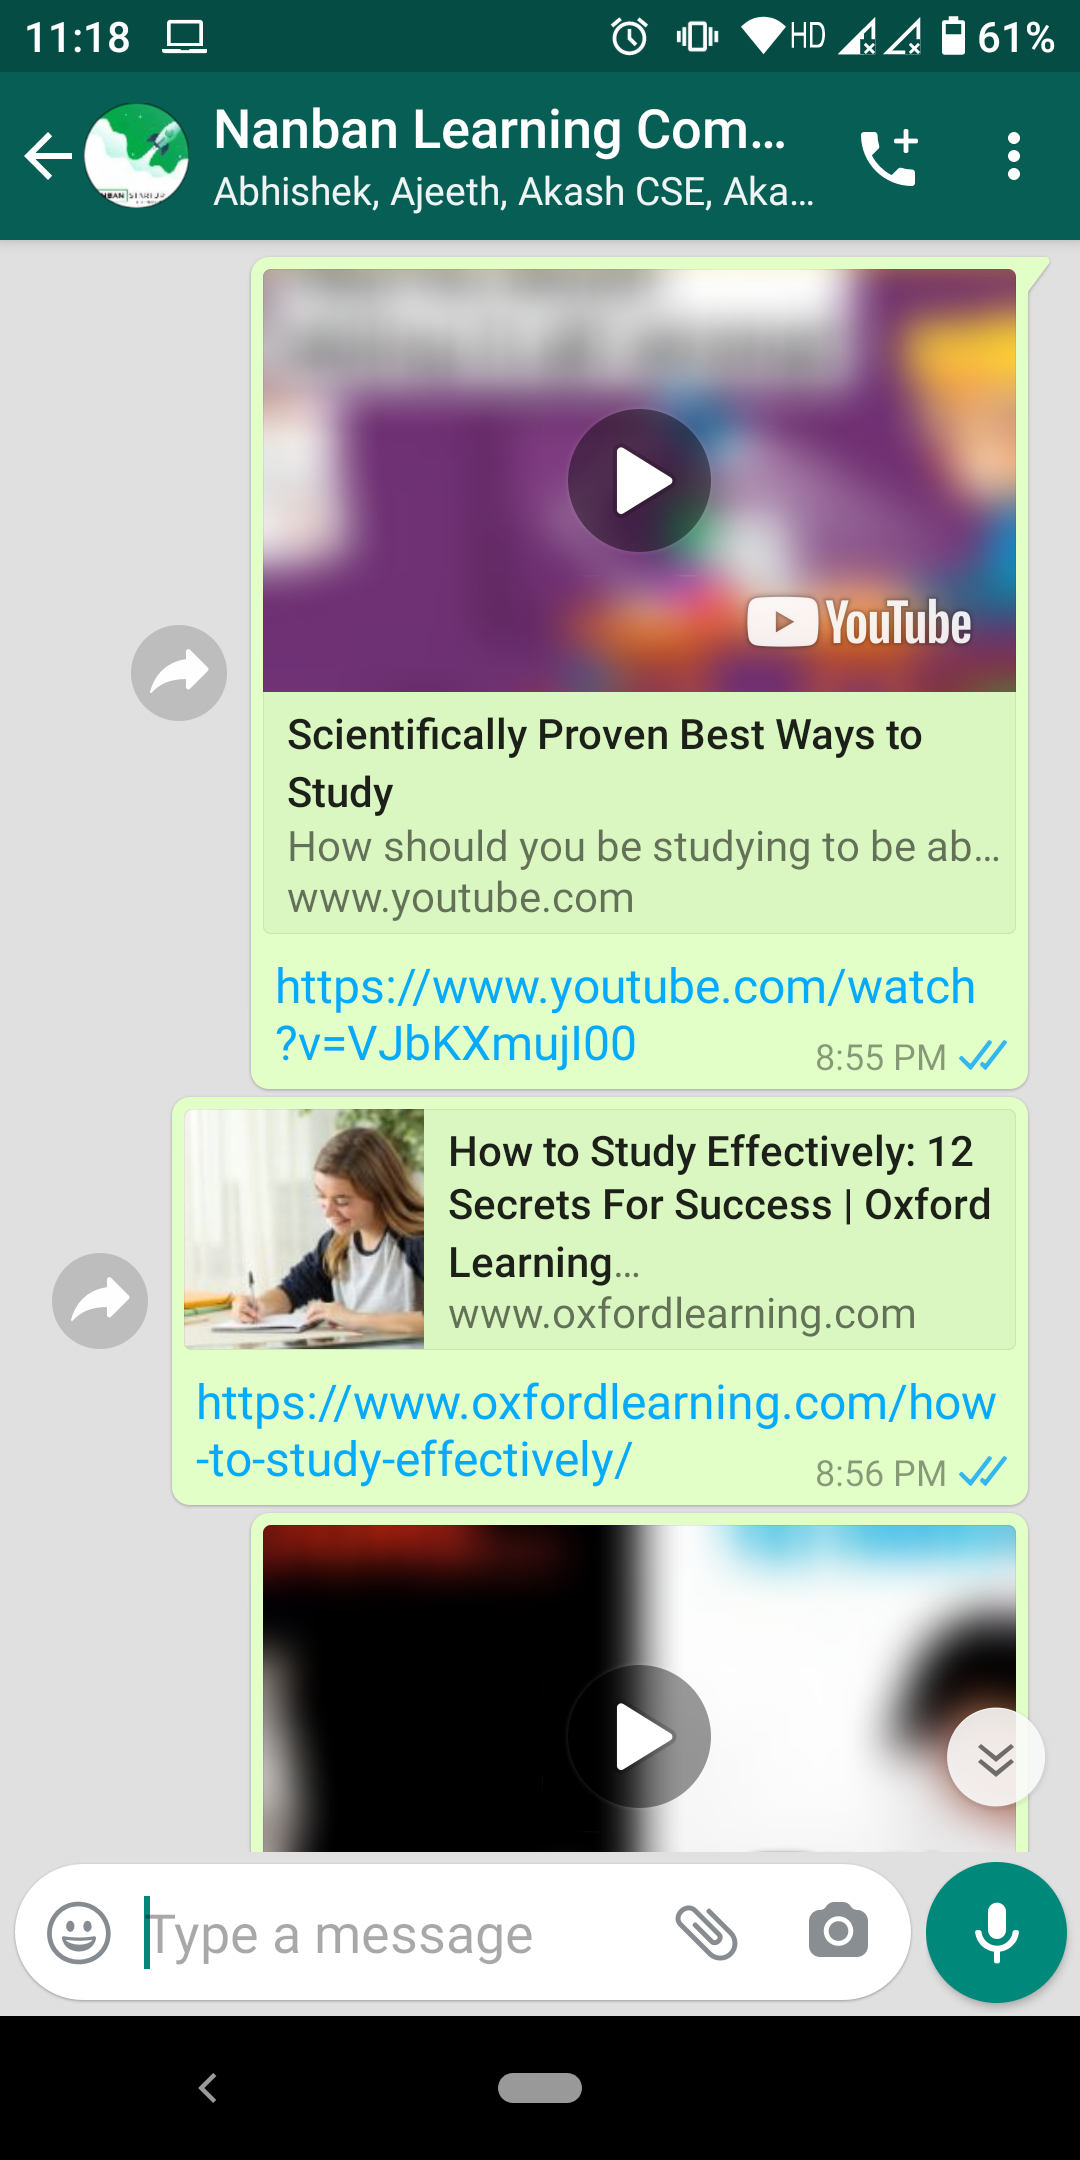 11:18
HD
61%
Nanban Learning Com...
Abhishek, Ajeeth, Akash CSE, Aka...
YouTube
Scientifically Proven Best Ways to
Study
How should you be studying to be ab...
www.youtube.com
https://www.youtube.com/watch
?v=VJbKXmujI00
8:55 PM
How to Study Effectively: 12
Secrets For Success | Oxford
Learning...
www.oxfordlearning.com
https://www.oxfordlearning.com/how
-to-study-effectively/
8:56 PM
Type a message